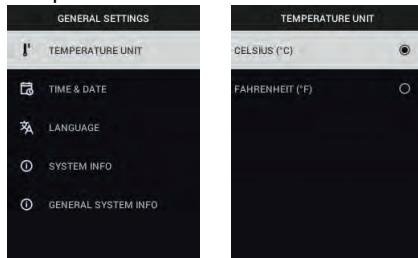 GENERAL SETTINGS
TEMPERATURE UNIT
TIME & DATE
LANGUAGE
SYSTEM INFO
GENERAL SYSTEM INFO
TEMPERATURE UNIT
CELSIUS (°C)
FAHRENHEIT (°F)